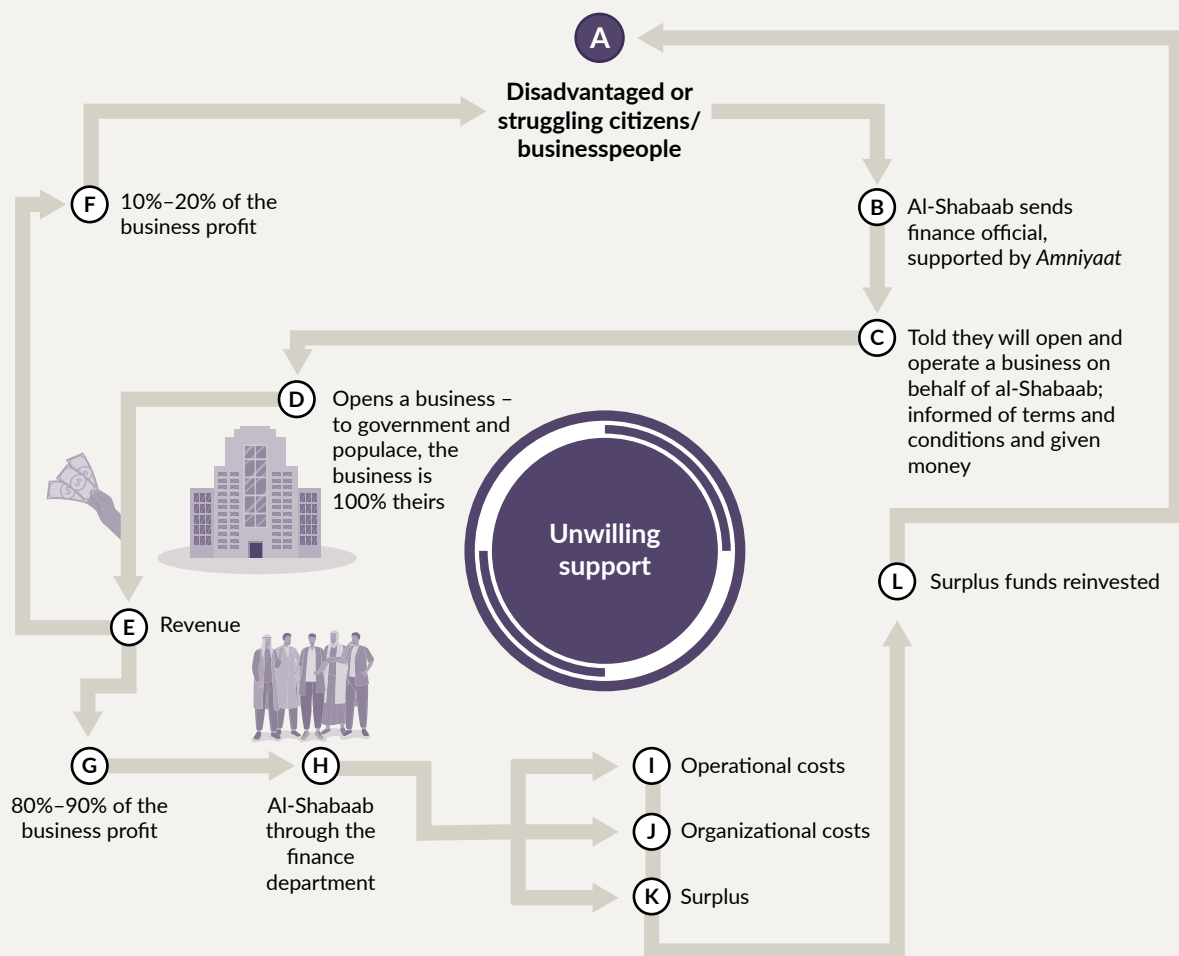 A
Disadvantaged or
struggling citizens/
businesspeople
B
Al-Shabaab sends
finance official,
supported by Amniyaat
C
Told they will open and
operate a business on
behalf of al-Shabaab;
informed of terms and
conditions and given
money
D
Opens a business –
to government and
populace, the
business is
100% theirs
E
Revenue
F
10%–20% of the
business profit
G
80%–90% of the
business profit
H
Al-Shabaab
through the
finance
department
I
Operational costs
J
Organizational costs
K
Surplus
L
Surplus funds reinvested
Unwilling
support